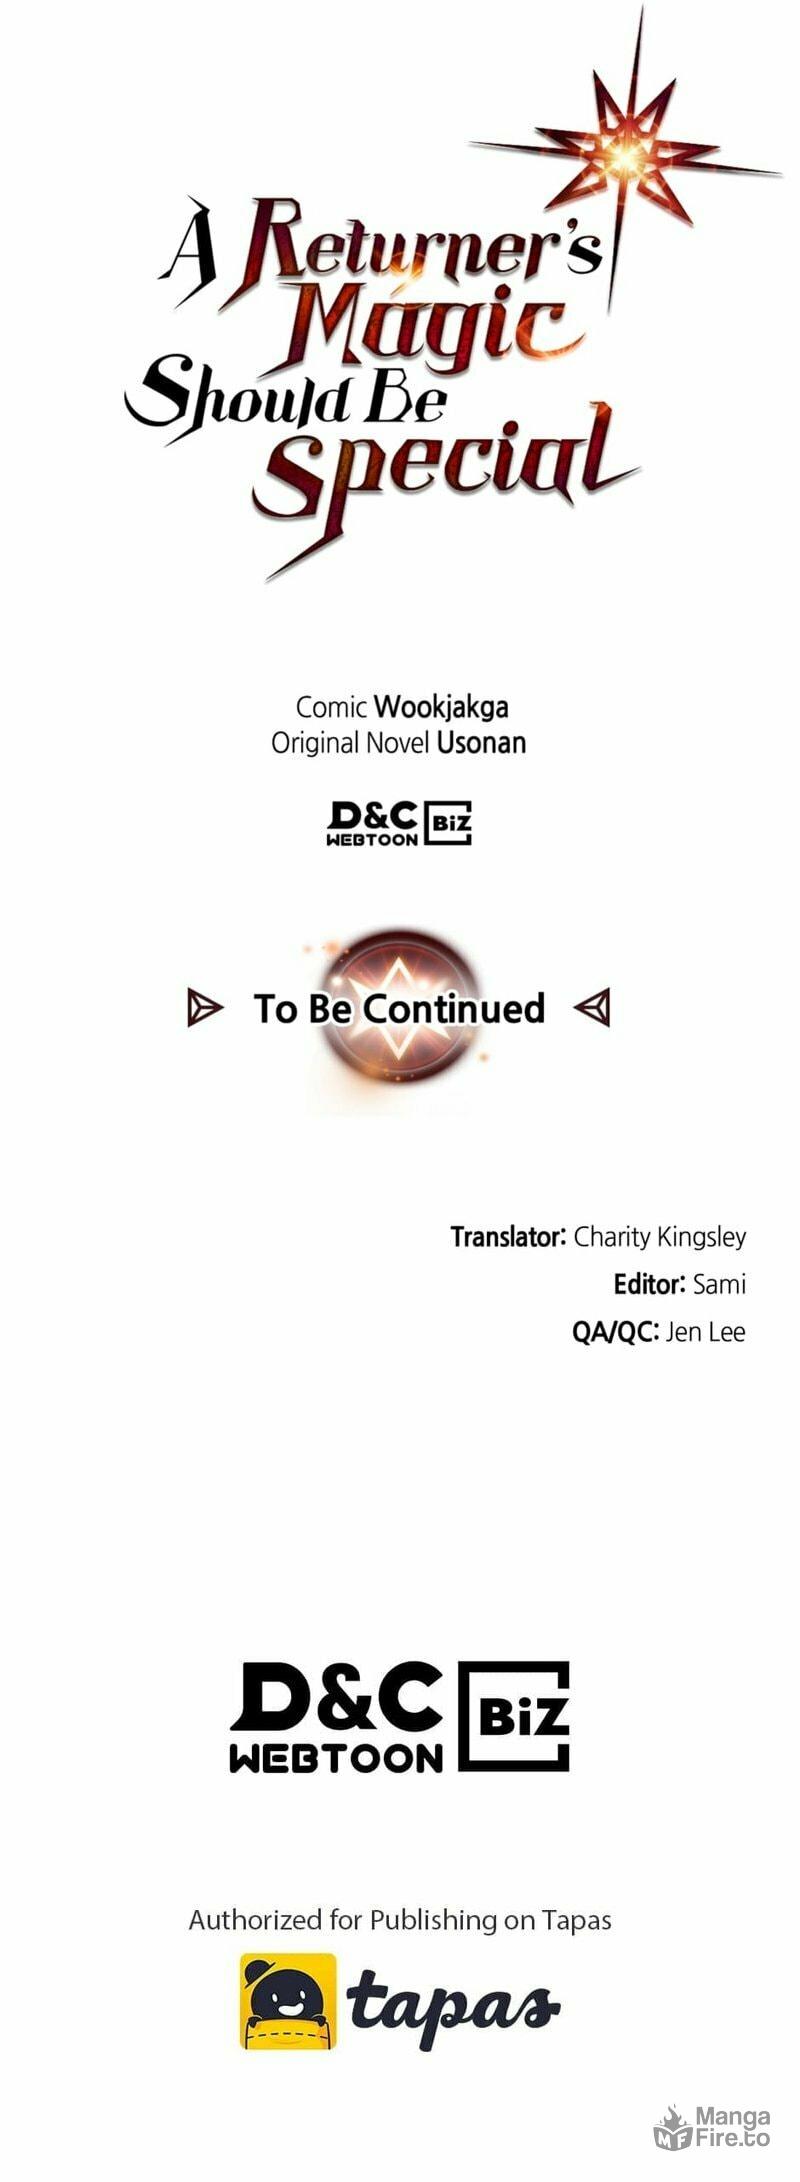 A Returner's
Magic
Should Be
Special
Comic Wookjakga
Original Novel Usonan
D&C
WEBTOON
BiZ
To Be Continued
Translator: Charity Kingsley
Editor: Sami
QA/QC: Jen Lee
D&C
WEBTOON
BiZ
Authorized for Publishing on Tapas
tapas
Manga
MF Fire.to